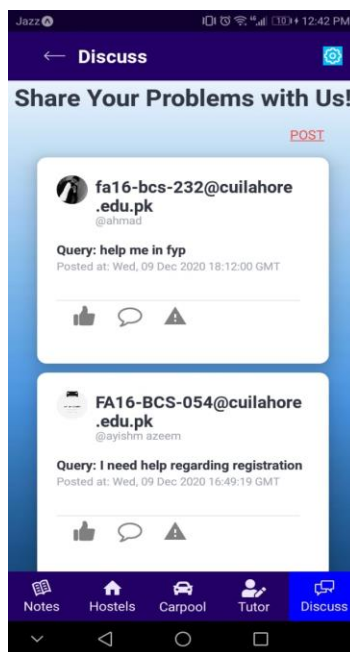 Jazz 12:42 PM
Discuss
Share Your Problems with Us!
POST
fa16-bcs-232@cuilahore
.edu.pk
@ahmad
Query: help me in fyp
Posted at: Wed, 09 Dec 2020 18:12:00 GMT
FA16-BCS-054@cuilahore
.edu.pk
@ayishm azeem
Query: I need help regarding registration
Posted at: Wed, 09 Dec 2020 16:49:19 GMT
Notes Hostels Carpool Tutor Discuss